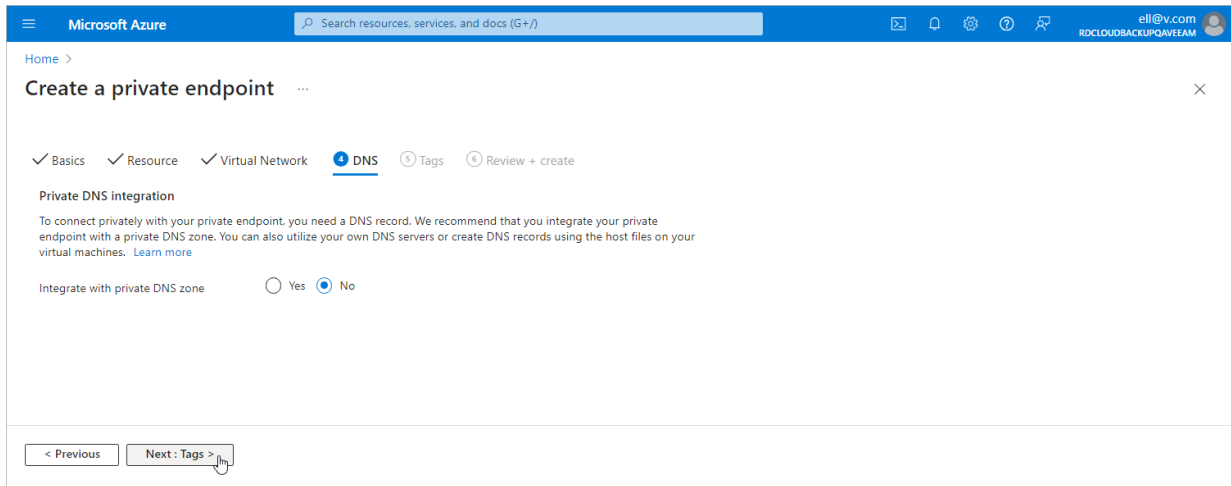 Microsoft Azure
Search resources, services, and docs (G+/)
ell@v.com
RDCLOUDBACKUPQAVEEAM
Home >
Create a private endpoint ...
Basics Resource Virtual Network 4 DNS 5 Tags 6 Review + create
Private DNS integration
To connect privately with your private endpoint, you need a DNS record. We recommend that you integrate your private
endpoint with a private DNS zone. You can also utilize your own DNS servers or create DNS records using the host files on your
virtual machines. Learn more
Integrate with private DNS zone Yes No
< Previous Next : Tags >